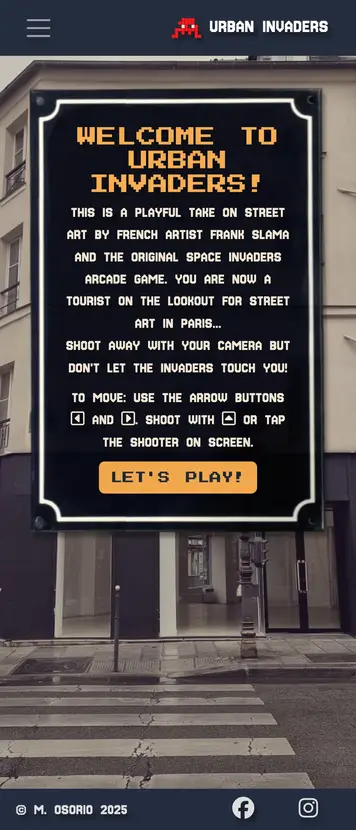 URBAN INVADERS
WELCOME TO
URBAN
INVADERS!
THIS IS A PLAYFUL TAKE ON STREET
ART BY FRENCH ARTIST FRANK SLAMA
AND THE ORIGINAL SPACE INVADERS
ARCADE GAME. YOU ARE NOW A
TOURIST ON THE LOOKOUT FOR STREET
ART IN PARIS...
SHOOT AWAY WITH YOUR CAMERA BUT
DON'T LET THE INVADERS TOUCH YOU!
TO MOVE: USE THE ARROW BUTTONS
AND . SHOOT WITH OR TAP
THE SHOOTER ON SCREEN.
LET'S PLAY!
© M. OSORIO 2025